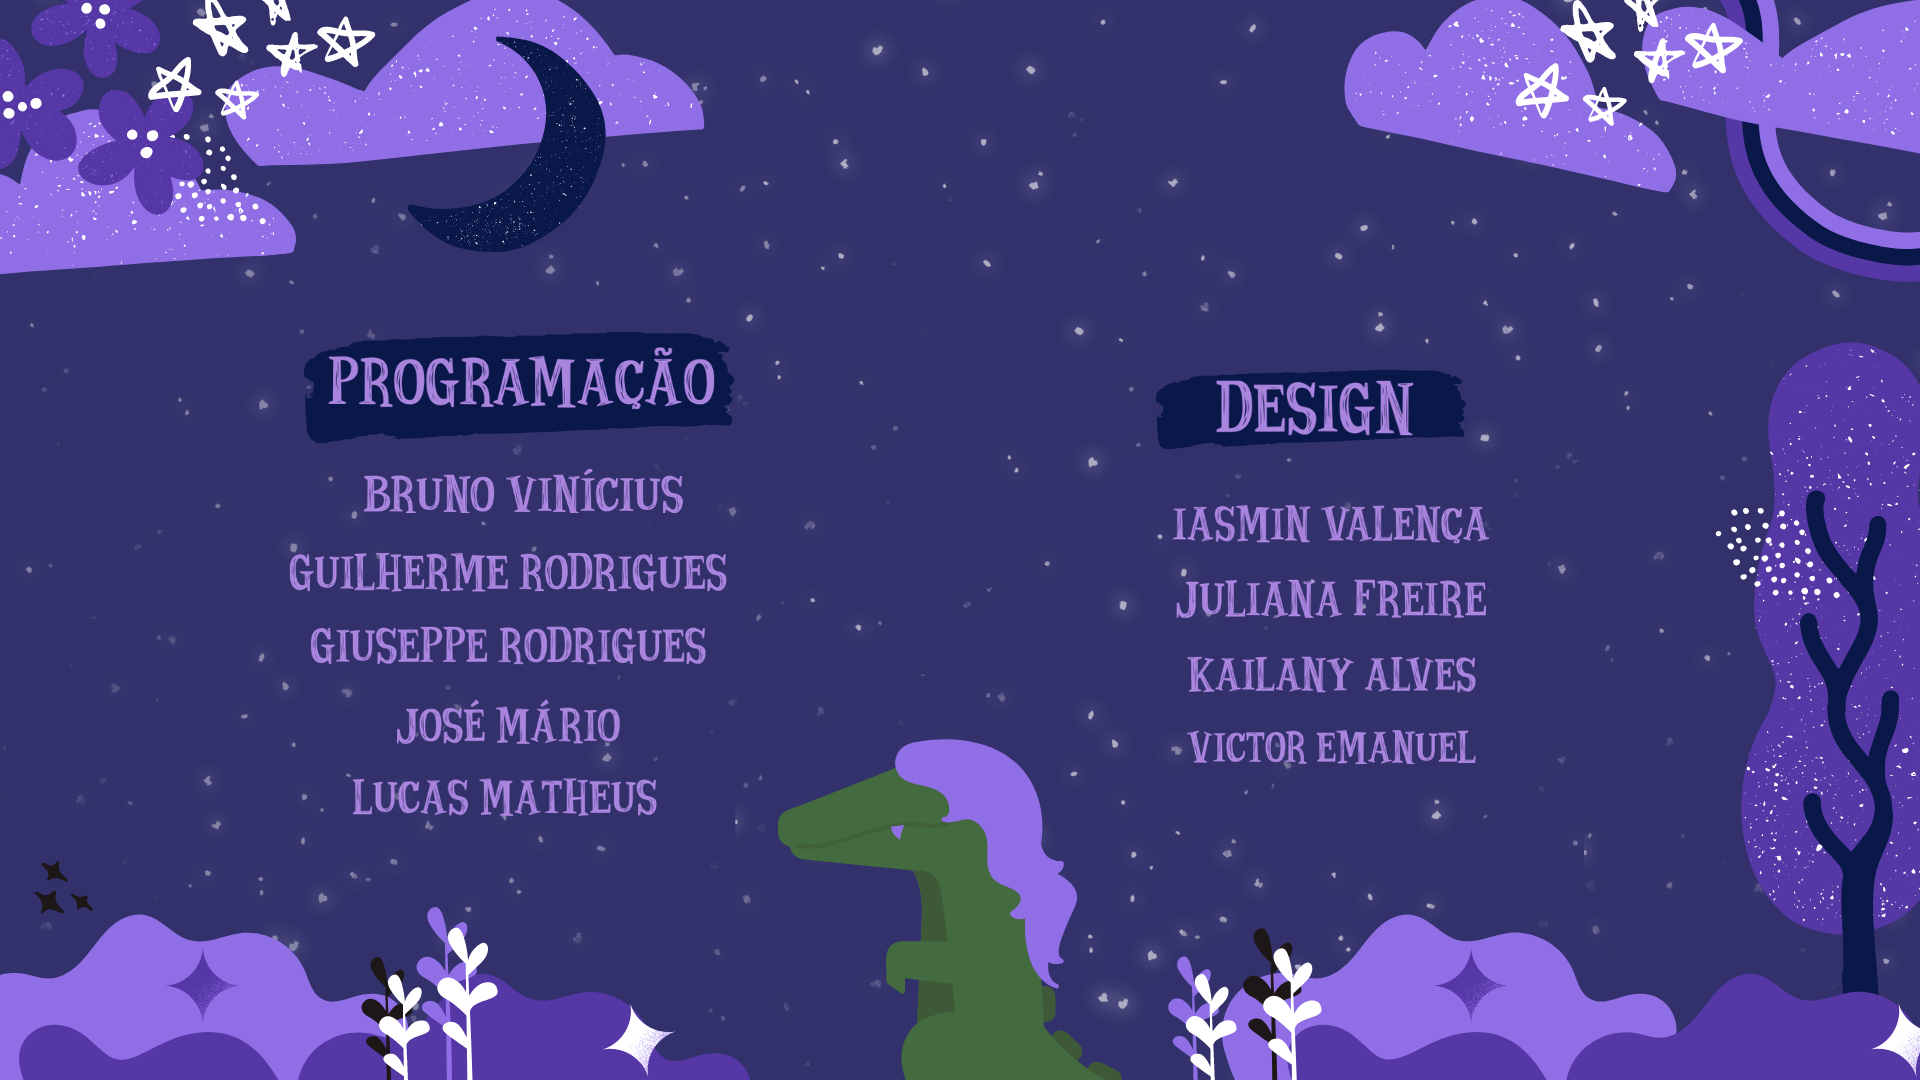 PROGRAMAÇÃO
BRUNO VINÍCIUS
GUILHERME RODRIGUES
GIUSEPPE RODRIGUES
JOSÉ MÁRIO
LUCAS MATHEUS
DESIGN
IASMIN VALENÇA
JULIANA FREIRE
KAILANY ALVES
VICTOR EMANUEL